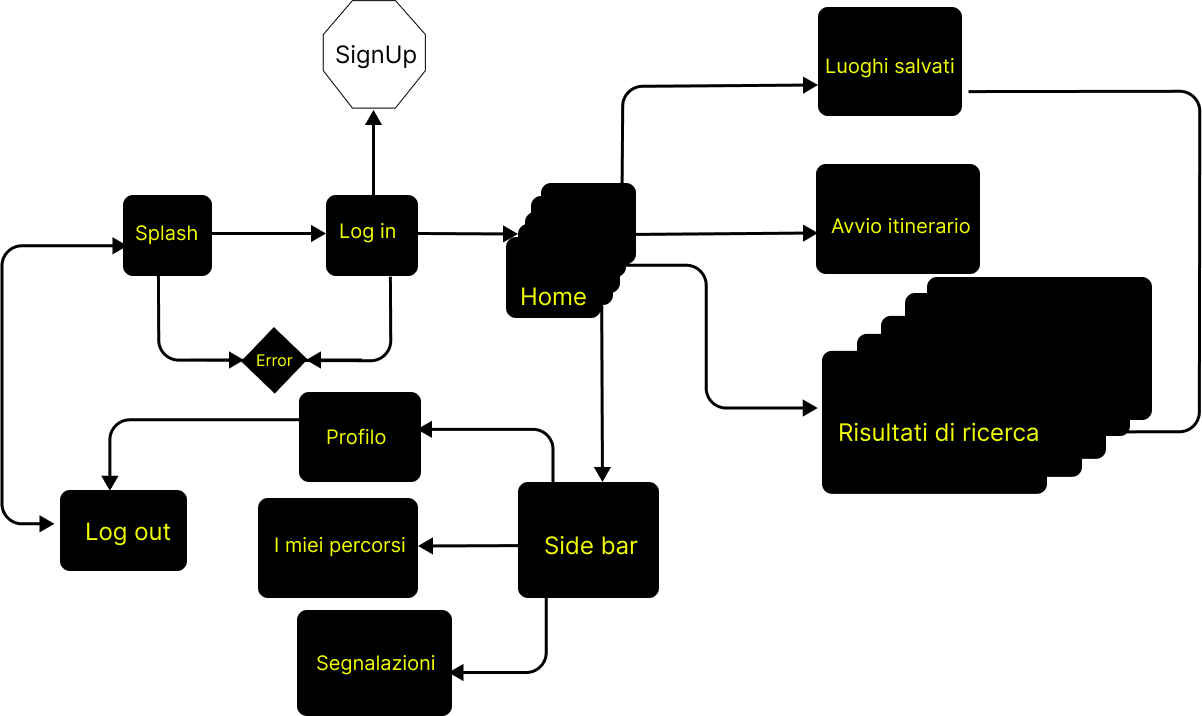 SignUp
Luoghi salvati
Splash
Log in
Avvio itinerario
Home
Error
Profilo
Risultati di ricerca
Log out
I miei percorsi
Side bar
Segnalazioni